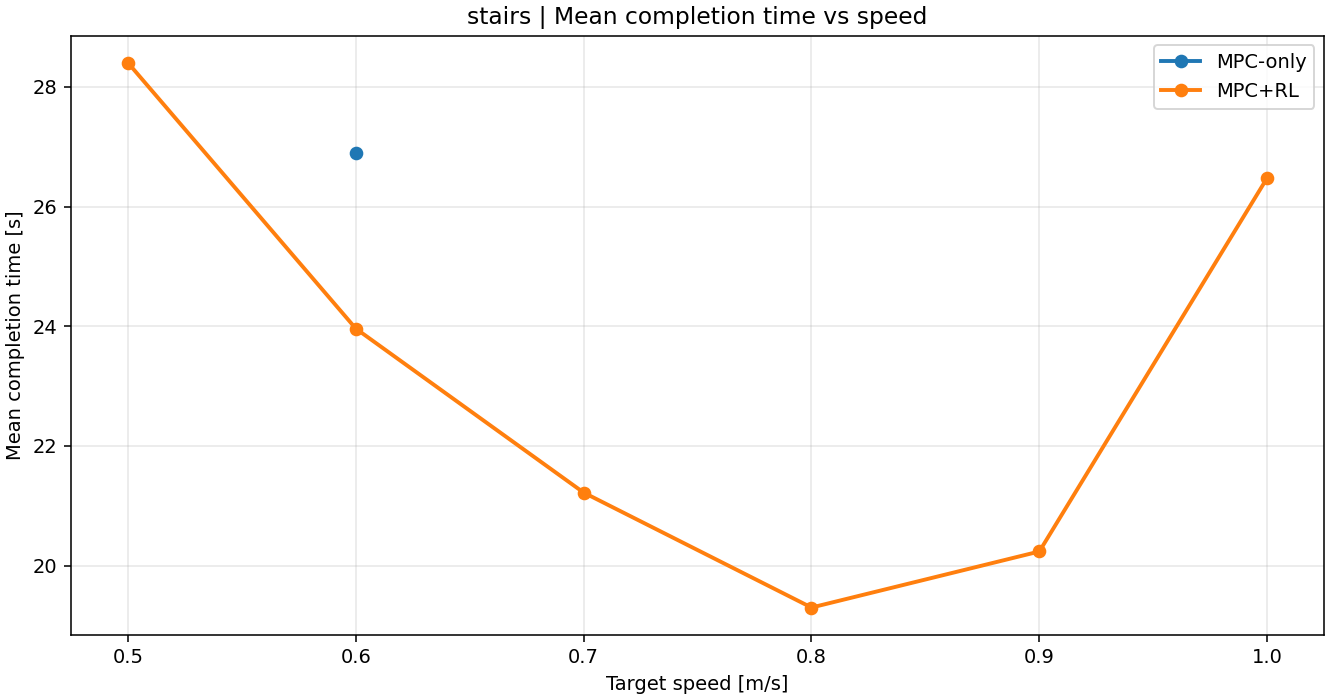 stairs | Mean completion time vs speed
MPC-only
MPC+RL
Mean completion time [s]
28
26
24
22
20
0.5
0.6
0.7
0.8
0.9
1.0
Target speed [m/s]